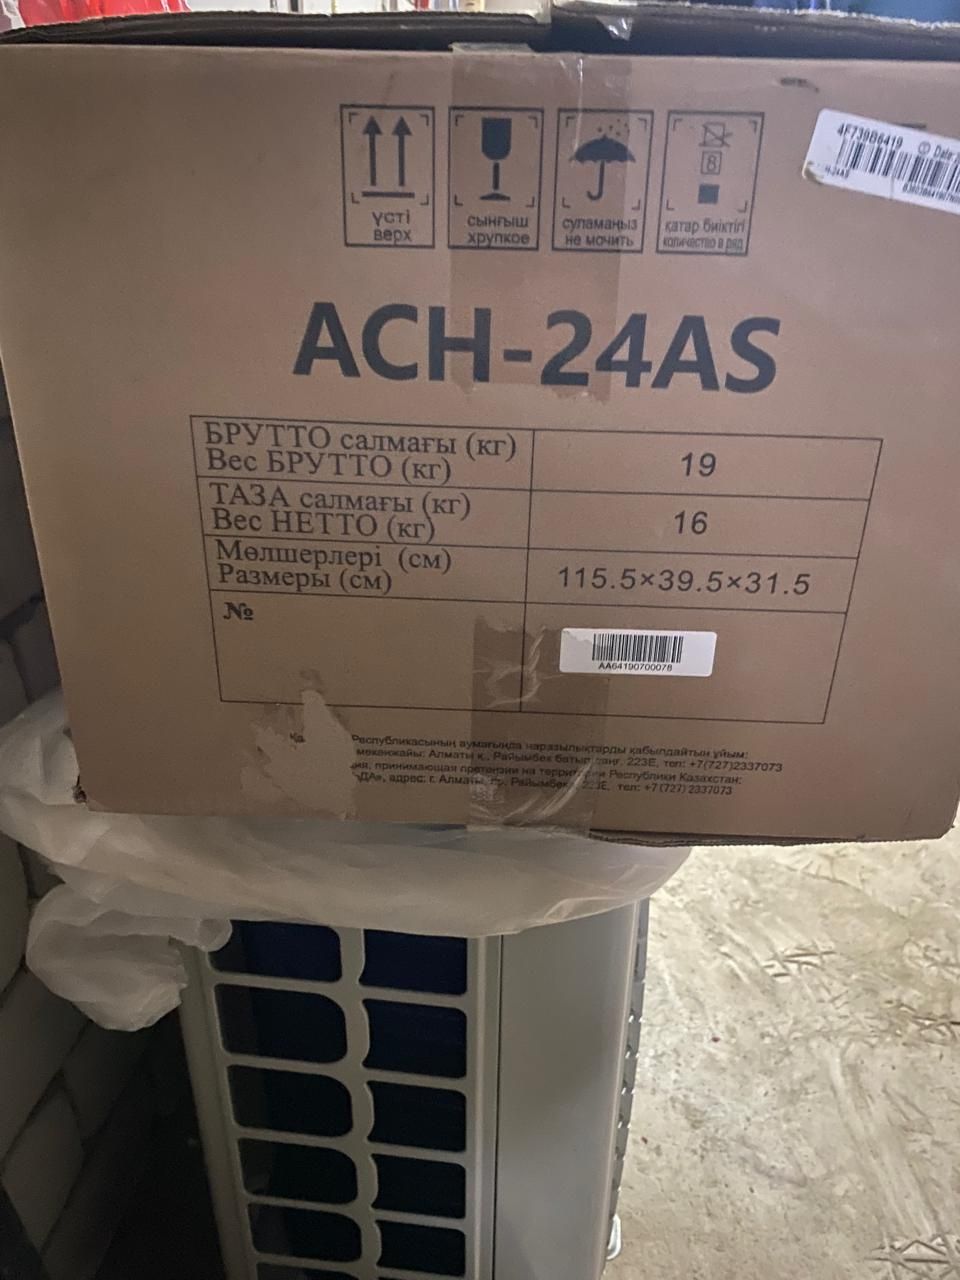 4F739B6419
үсті
верх
сынғыш
хрупкое
суламаңыз
не мочить
8
қатар биіктігі
количество в ряд
ACH-24AS
БРУТТО салмағы (кг)
Вес БРУТТО (кг)
19
ТАЗА салмағы (кг)
Вес НЕТТО (кг)
16
Мөлшерлері (см)
Размеры (см)
115.5×39.5×31.5
№
AA64190700078
Республикасының аумағында наразылықтарды қабылдайтын ұйым:
мекенжайы: Алматы қ., Райымбек батыр даңғ. 223Е, тел: +7(727)2337073
принимающая претензии на территории Республики Казахстан:
адрес: г. Алматы, пр. Райымбека, 223Е, тел: +7 (727) 2337073